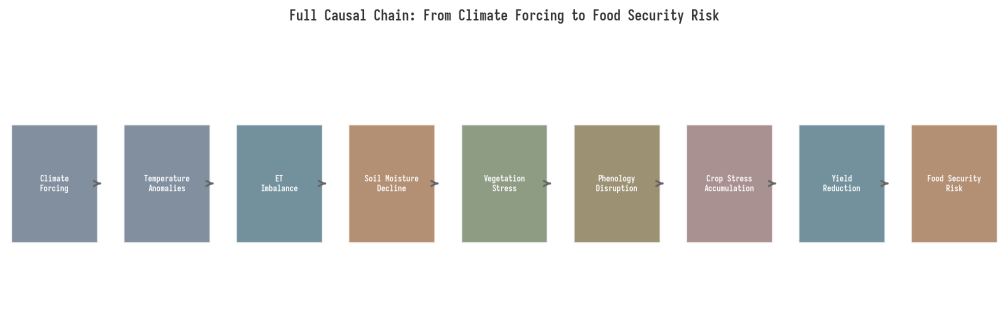 Full Causal Chain: From Climate Forcing to Food Security Risk
Climate
Forcing
Temperature
Anomalies
ET
Imbalance
Soil Moisture
Decline
Vegetation
Stress
Phenology
Disruption
Crop Stress
Accumulation
Yield
Reduction
Food Security
Risk